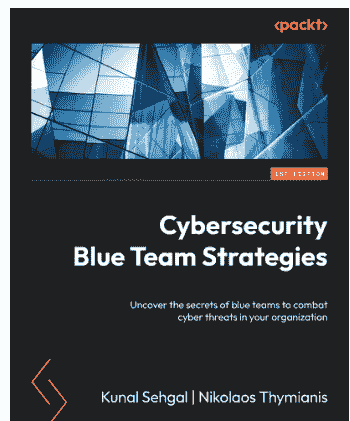 <packt>
1ST EDITION
Cybersecurity
Blue Team Strategies
Uncover the secrets of blue teams to combat
cyber threats in your organization
Kunal Sehgal | Nikolaos Thymianis